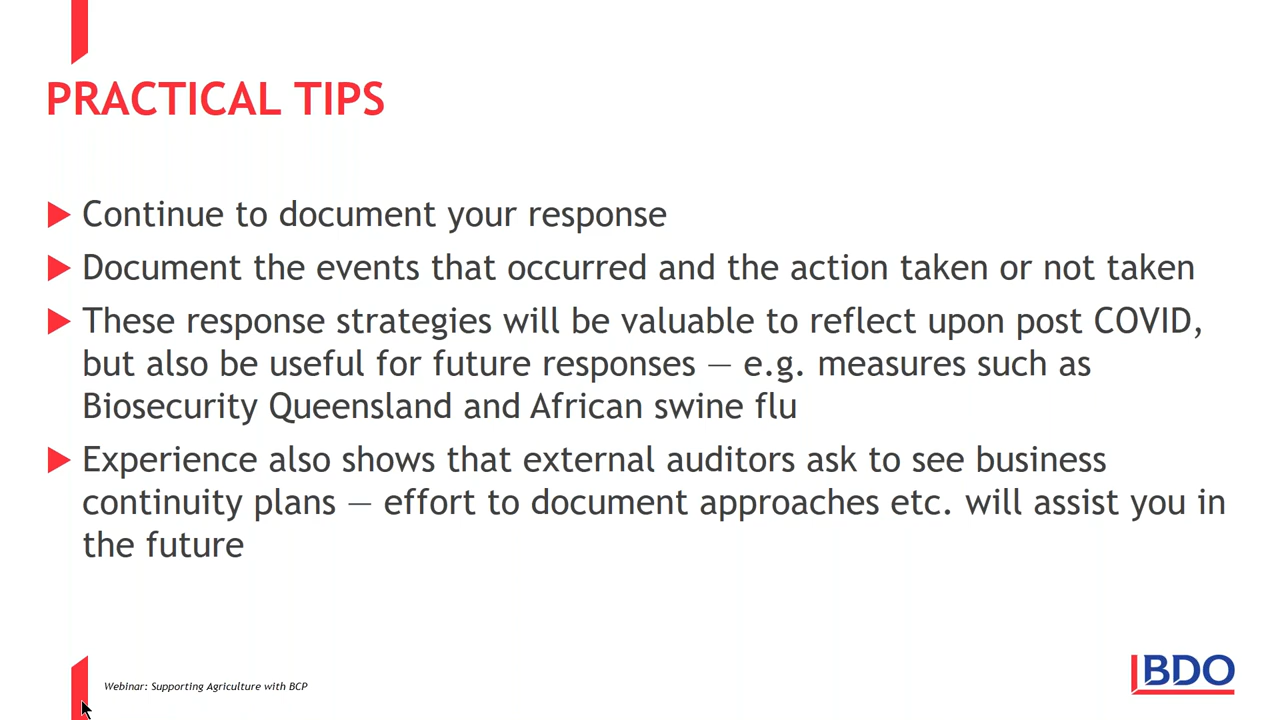 PRACTICAL TIPS
Continue to document your response
Document the events that occurred and the action taken or not taken
These response strategies will be valuable to reflect upon post COVID,
but also be useful for future responses — e.g. measures such as
Biosecurity Queensland and African swine flu
Experience also shows that external auditors ask to see business
continuity plans — effort to document approaches etc. will assist you in
the future
Webinar: Supporting Agriculture with BCP
BDO